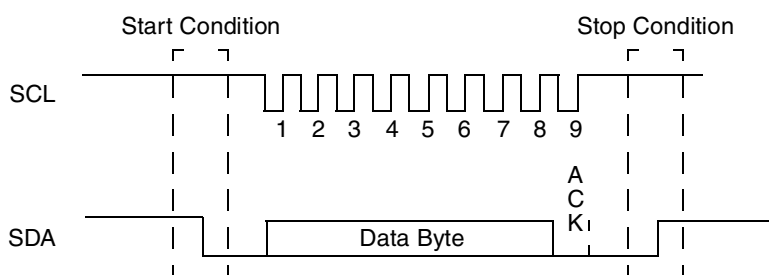 Start Condition Stop Condition
SCL
1 2 3 4 5 6 7 8 9
A
C
K
SDA
Data Byte